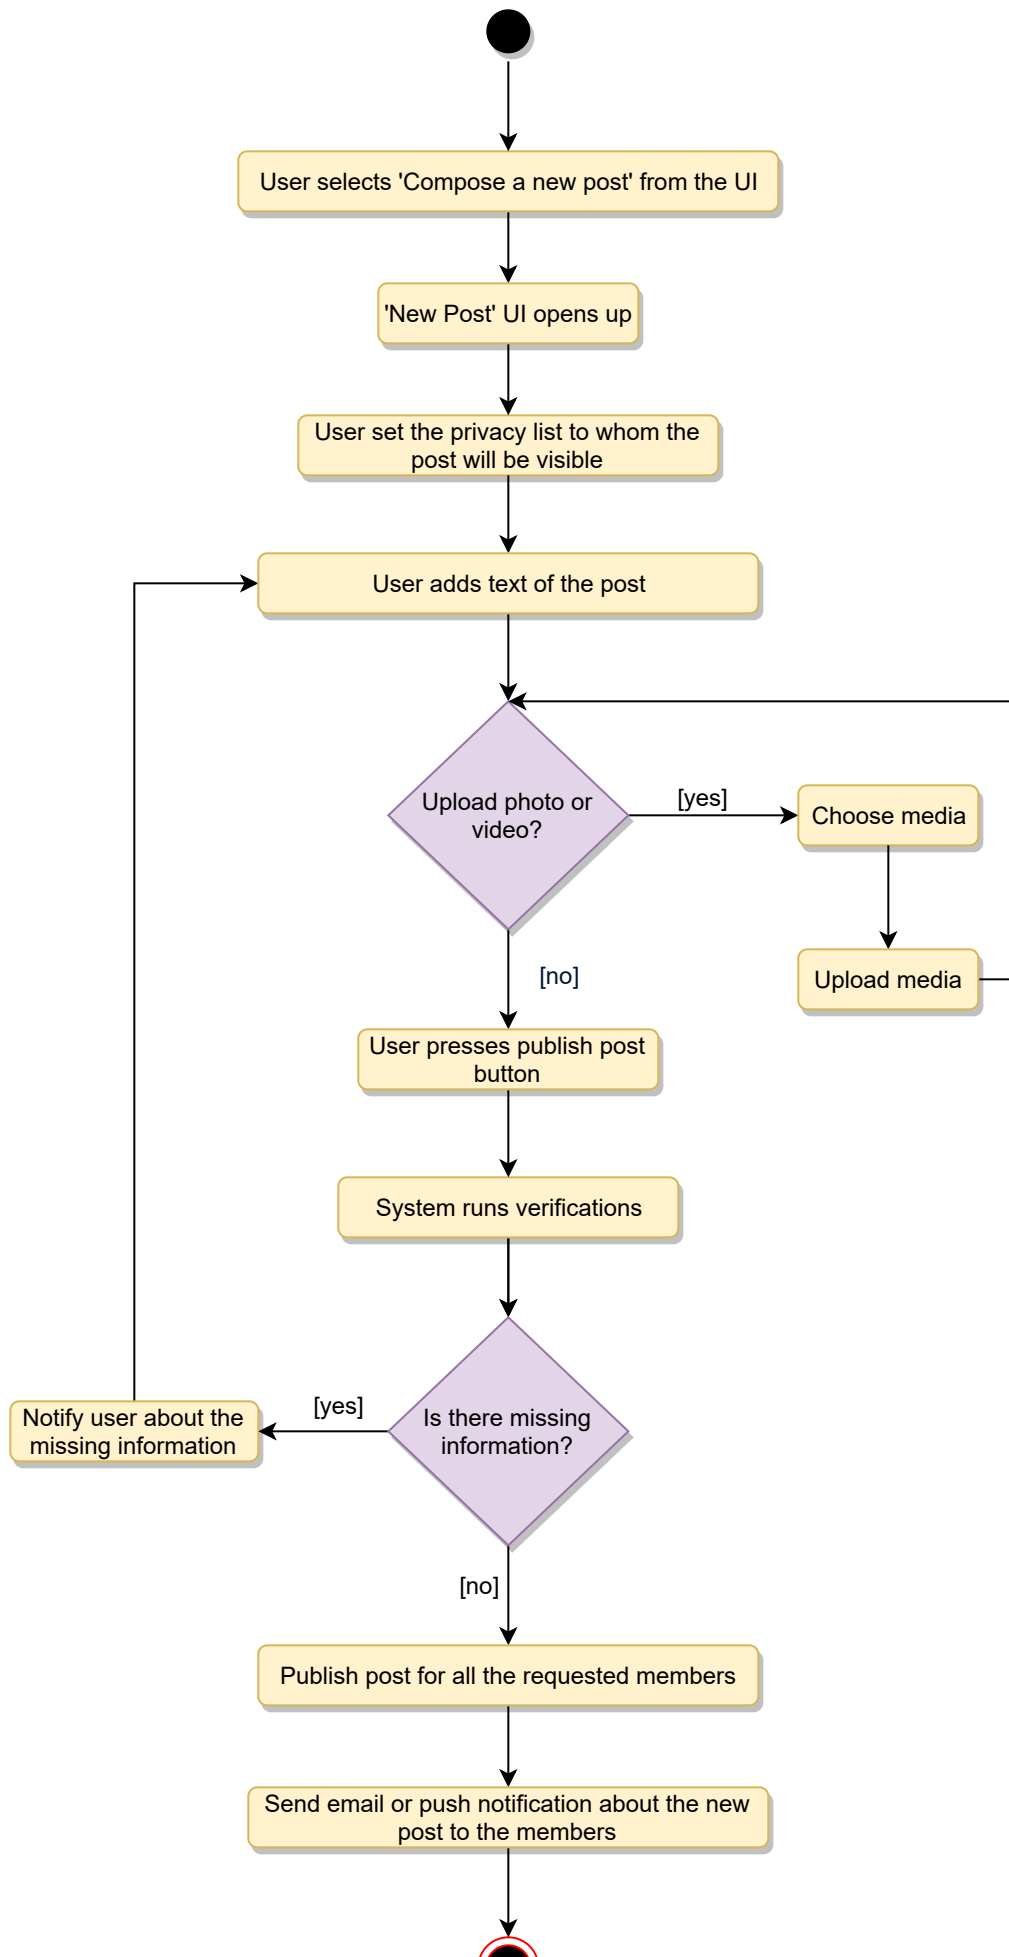 User selects 'Compose a new post' from the UI
'New Post' UI opens up
User set the privacy list to whom the
post will be visible
User adds text of the post
Upload photo or
video?
[yes]
Choose media
Upload media
[no]
User presses publish post
button
System runs verifications
Is there missing
information?
[yes]
Notify user about the
missing information
[no]
Publish post for all the requested members
Send email or push notification about the new
post to the members